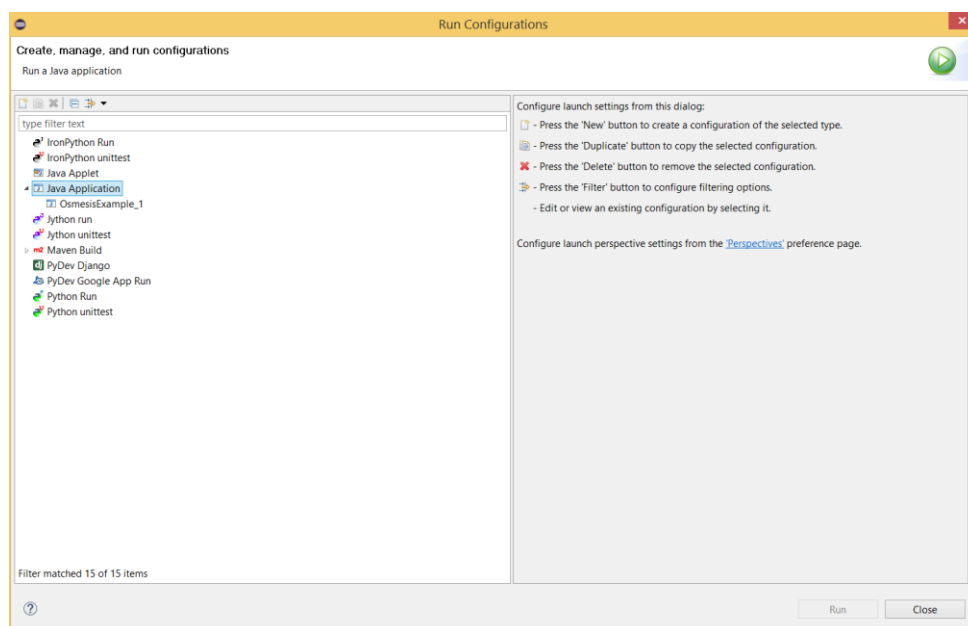 Run Configurations
Create, manage, and run configurations
Run a Java application
type filter text
IronPython Run
IronPython unittest
Java Applet
Java Application
OsmesisExample_1
Jython run
Jython unittest
m2 Maven Build
PyDev Django
PyDev Google App Run
Python Run
Python unittest
Filter matched 15 of 15 items
Configure launch settings from this dialog:
- Press the 'New' button to create a configuration of the selected type.
- Press the 'Duplicate' button to copy the selected configuration.
- Press the 'Delete' button to remove the selected configuration.
- Press the 'Filter' button to configure filtering options.
- Edit or view an existing configuration by selecting it.
Configure launch perspective settings from the 'Perspectives' preference page.
Run
Close